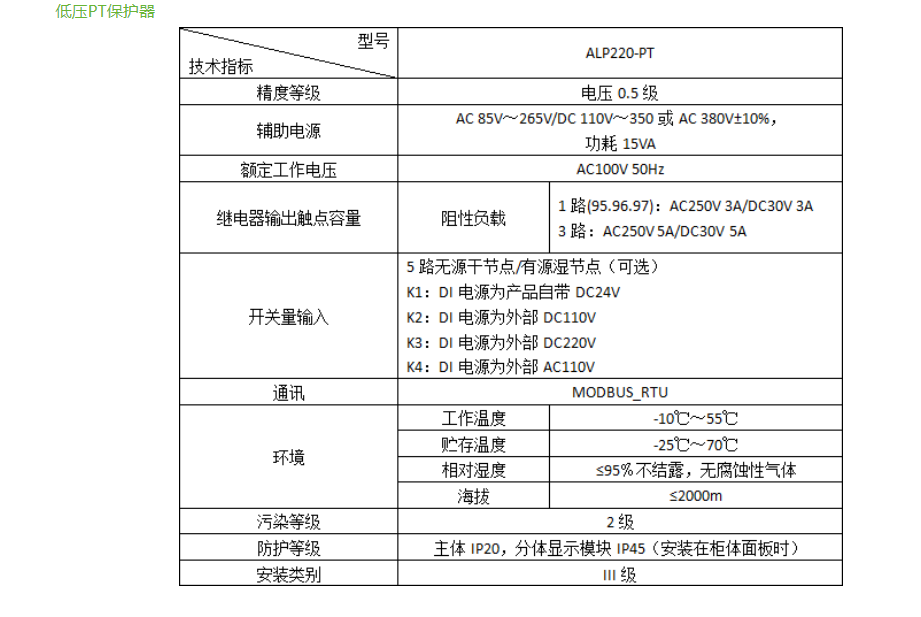 低压PT保护器
型号
技术指标
ALP220-PT
精度等级
电压 0.5 级
辅助电源
AC 85V～265V/DC 110V～350 或 AC 380V±10%，
功耗 15VA
额定工作电压
AC100V 50Hz
继电器输出触点容量
阻性负载
1 路(95.96.97)：AC250V 3A/DC30V 3A
3 路：AC250V 5A/DC30V 5A
开关量输入
5 路无源干节点/有源湿节点（可选）
K1：DI 电源为产品自带 DC24V
K2：DI 电源为外部 DC110V
K3：DI 电源为外部 DC220V
K4：DI 电源为外部 AC110V
通讯
MODBUS_RTU
环境
工作温度
-10℃～55℃
贮存温度
-25℃～70℃
相对湿度
≤95%不结露，无腐蚀性气体
海拔
≤2000m
污染等级
2 级
防护等级
主体 IP20，分体显示模块 IP45（安装在柜体面板时）
安装类别
III 级